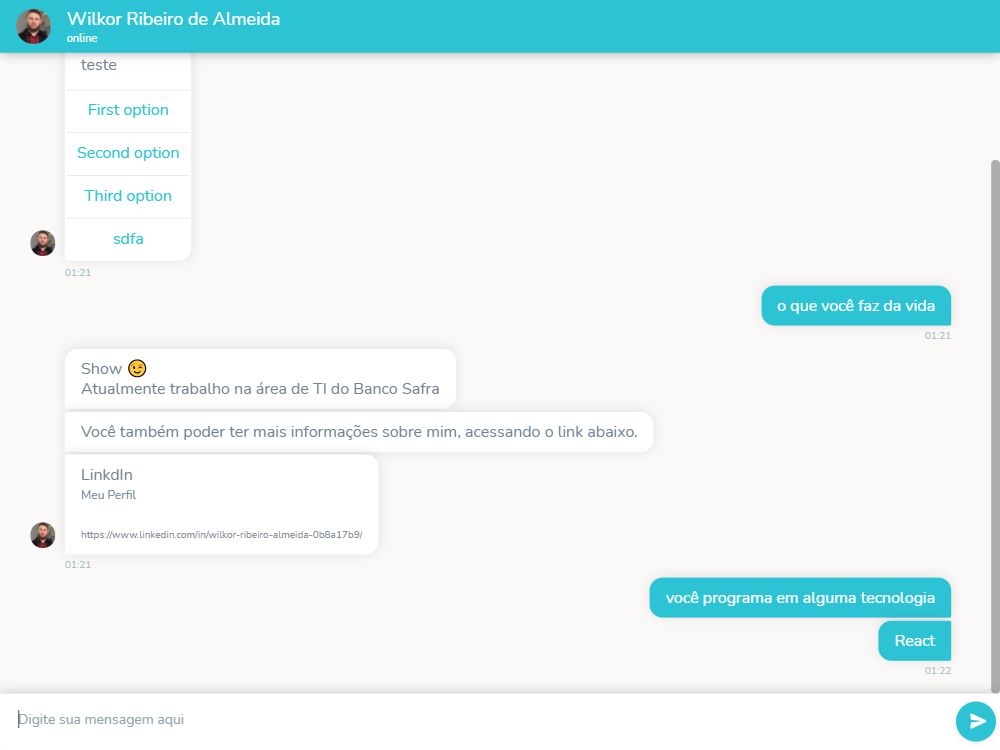 Wilkor Ribeiro de Almeida
online
teste
First option
Second option
Third option
sdfa
01:21
o que você faz da vida
01:21
Show 😉
Atualmente trabalho na área de TI do Banco Safra
Você também poder ter mais informações sobre mim, acessando o link abaixo.
LinkdIn
Meu Perfil
https://www.linkedin.com/in/wilkor-ribeiro-almeida-0b8a17b9/
01:21
você programa em alguma tecnologia
React
01:22
Digite sua mensagem aqui